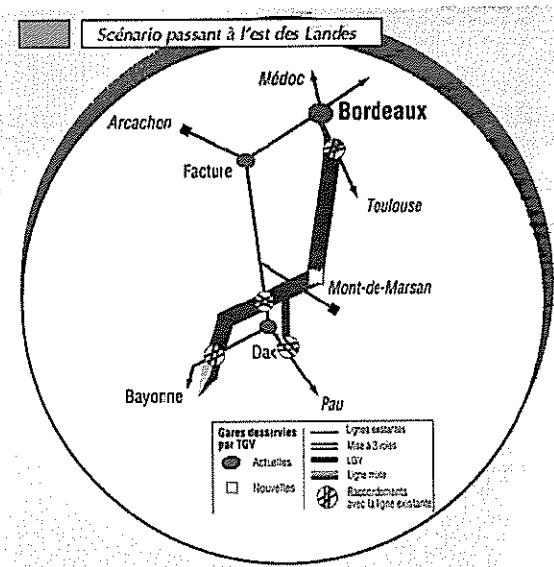 Scénario passant à l'est des Landes
Médoc
Bordeaux
Arcachon
Facture
Toulouse
Mont-de-Marsan
Dax
Bayonne
Pau
Gares desservies
par TGV
Actuelles
Nouvelles
Lignes existantes
Mise à 3 voies
LGV
Ligne mixte
Raccordements
avec la ligne existante